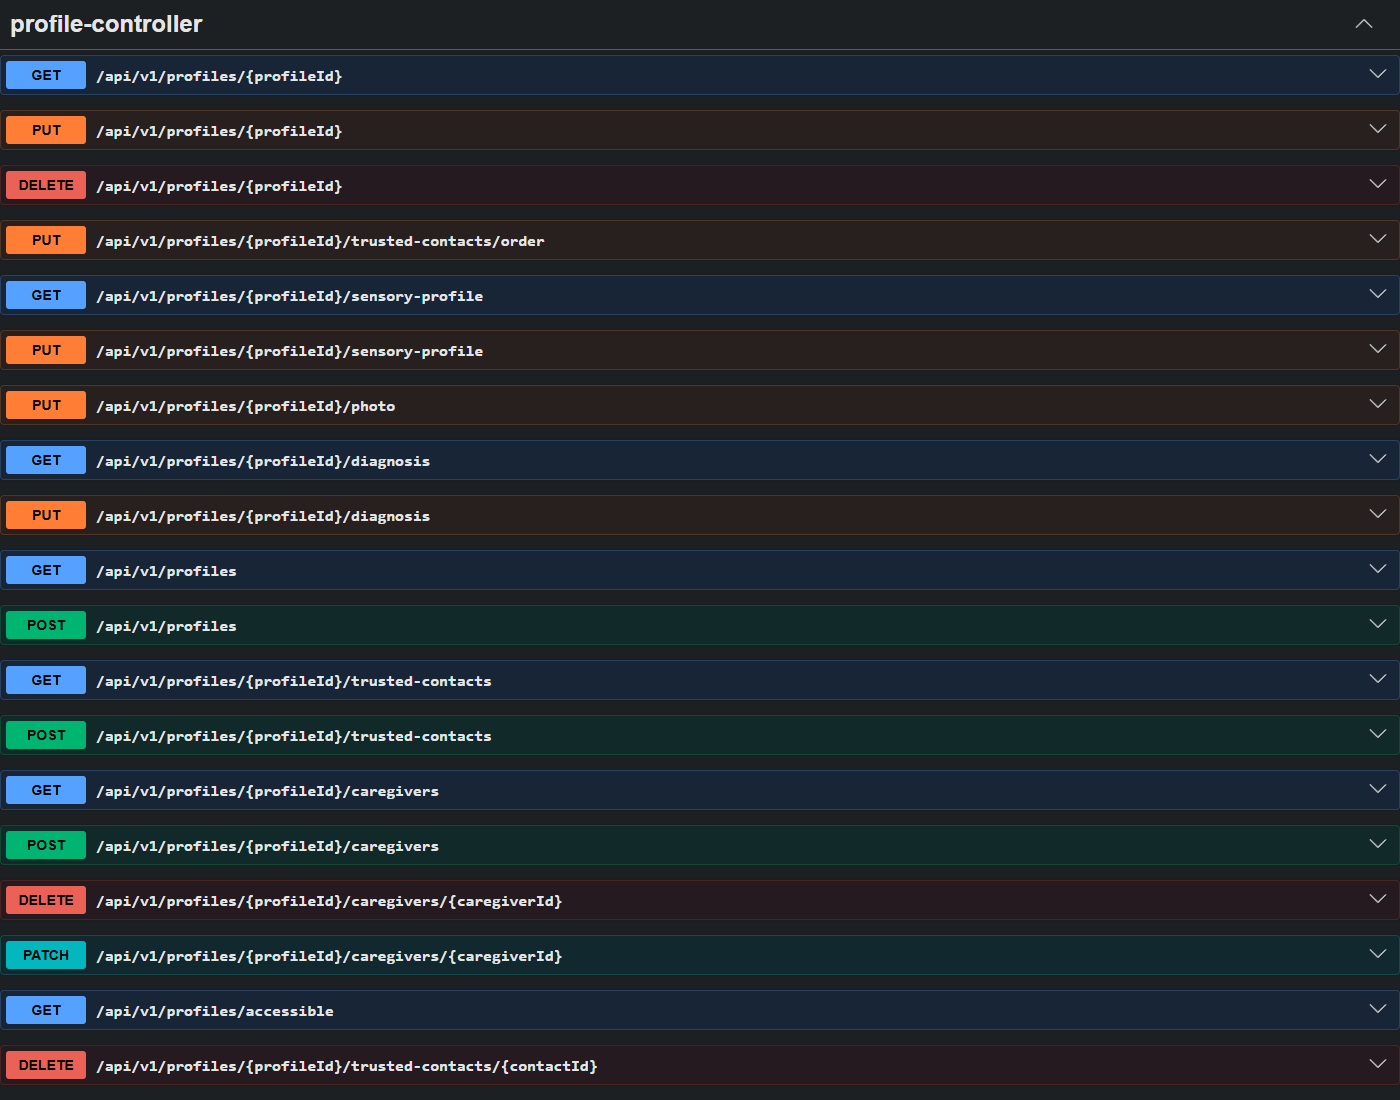 profile-controller
GET /api/v1/profiles/{profileId}
PUT /api/v1/profiles/{profileId}
DELETE /api/v1/profiles/{profileId}
PUT /api/v1/profiles/{profileId}/trusted-contacts/order
GET /api/v1/profiles/{profileId}/sensory-profile
PUT /api/v1/profiles/{profileId}/sensory-profile
PUT /api/v1/profiles/{profileId}/photo
GET /api/v1/profiles/{profileId}/diagnosis
PUT /api/v1/profiles/{profileId}/diagnosis
GET /api/v1/profiles
POST /api/v1/profiles
GET /api/v1/profiles/{profileId}/trusted-contacts
POST /api/v1/profiles/{profileId}/trusted-contacts
GET /api/v1/profiles/{profileId}/caregivers
POST /api/v1/profiles/{profileId}/caregivers
DELETE /api/v1/profiles/{profileId}/caregivers/{caregiverId}
PATCH /api/v1/profiles/{profileId}/caregivers/{caregiverId}
GET /api/v1/profiles/accessible
DELETE /api/v1/profiles/{profileId}/trusted-contacts/{contactId}